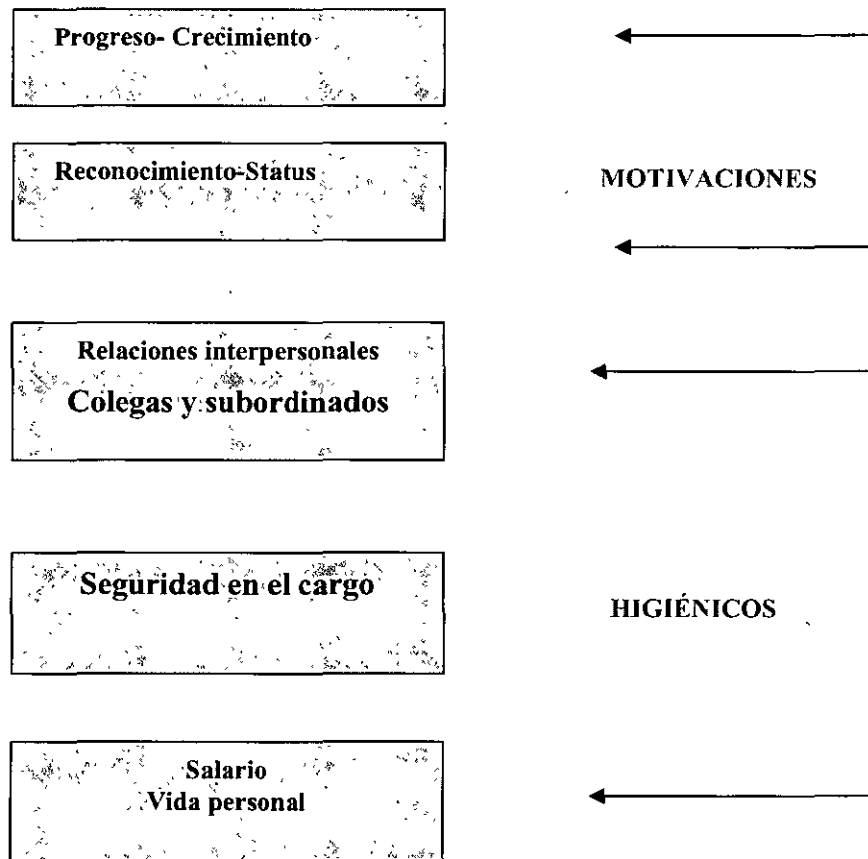 Progreso- Crecimiento
Reconocimiento-Status
MOTIVACIONES
Relaciones interpersonales
Colegas y subordinados
Seguridad en el cargo
HIGIÉNICOS
Salario
Vida personal